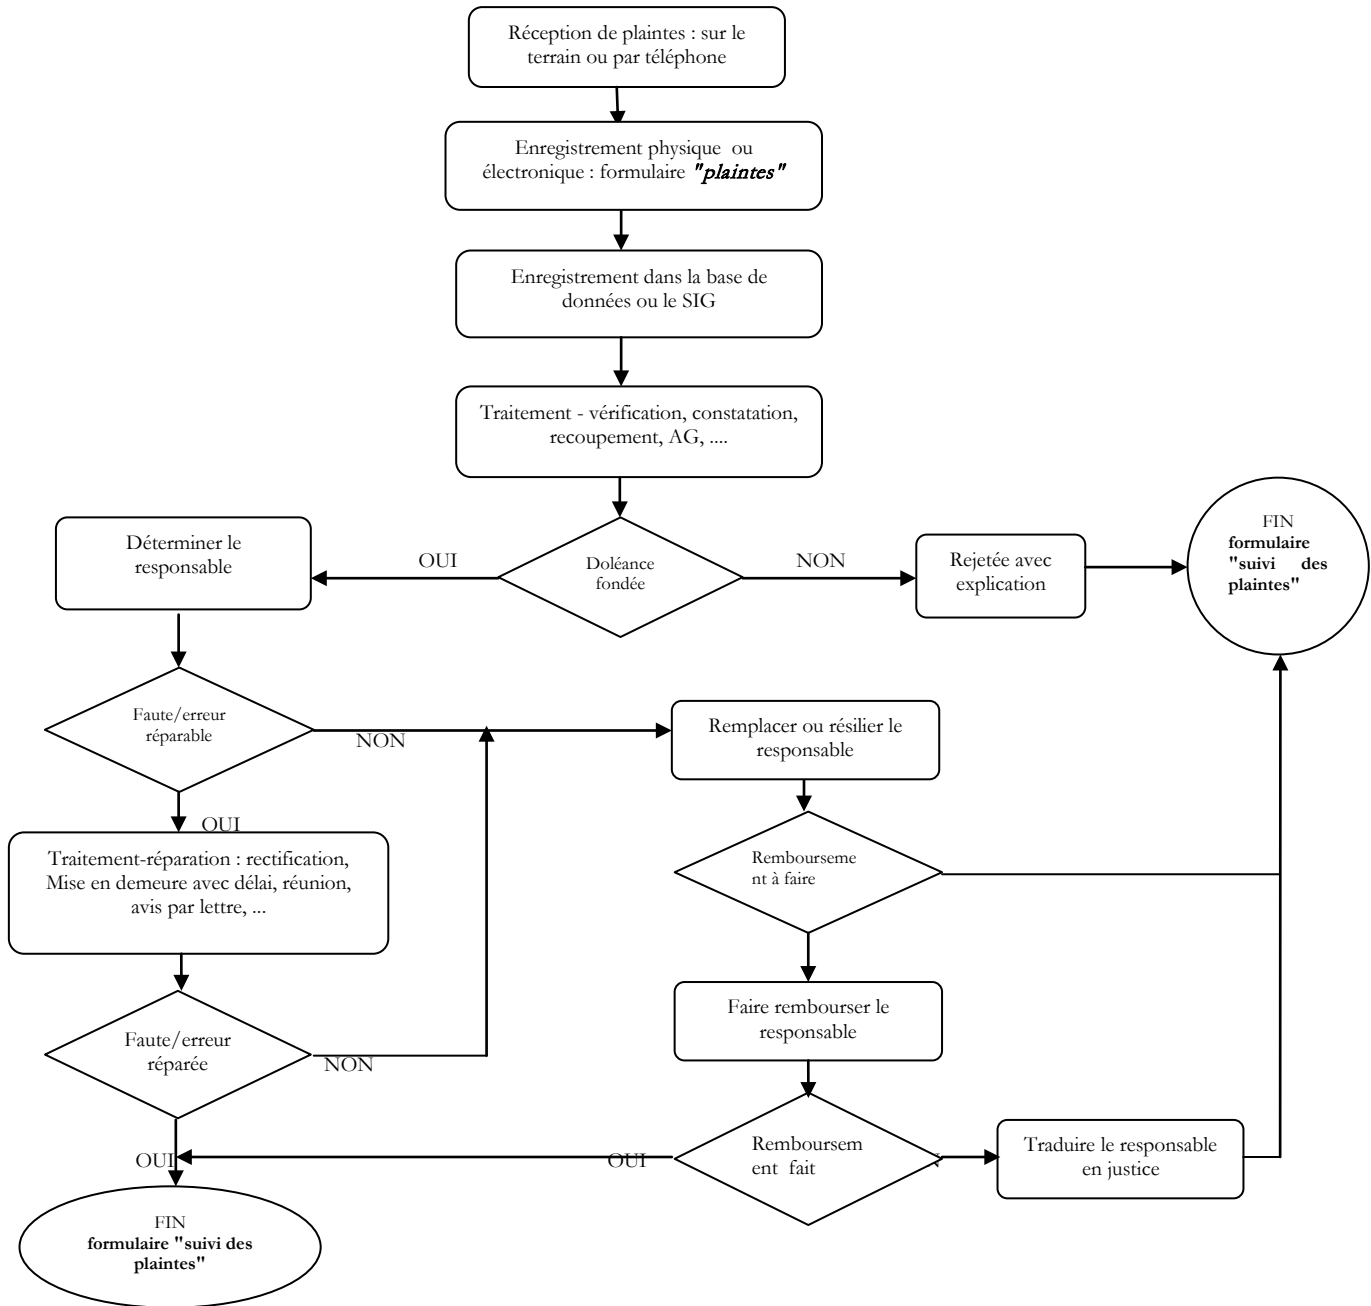 Réception de plaintes : sur le
terrain ou par téléphone
Enregistrement physique ou
électronique : formulaire "plaintes"
Enregistrement dans la base de
données ou le SIG
Traitement - vérification, constatation,
recoupement, AG, ....
Déterminer le
responsable
OUI
Doléance
fondée
NON
Rejetée avec
explication
FIN
formulaire
"suivi des
plaintes"
Faute/erreur
réparable
NON
Remplacer ou résilier le
responsable
OUI
Traitement-réparation : rectification,
Mise en demeure avec délai, réunion,
avis par lettre, ...
Rembourseme
nt à faire
Faute/erreur
réparée
NON
Faire rembourser le
responsable
OUI
OUI
Remboursem
ent fait
Traduire le responsable
en justice
FIN
formulaire "suivi des
plaintes"